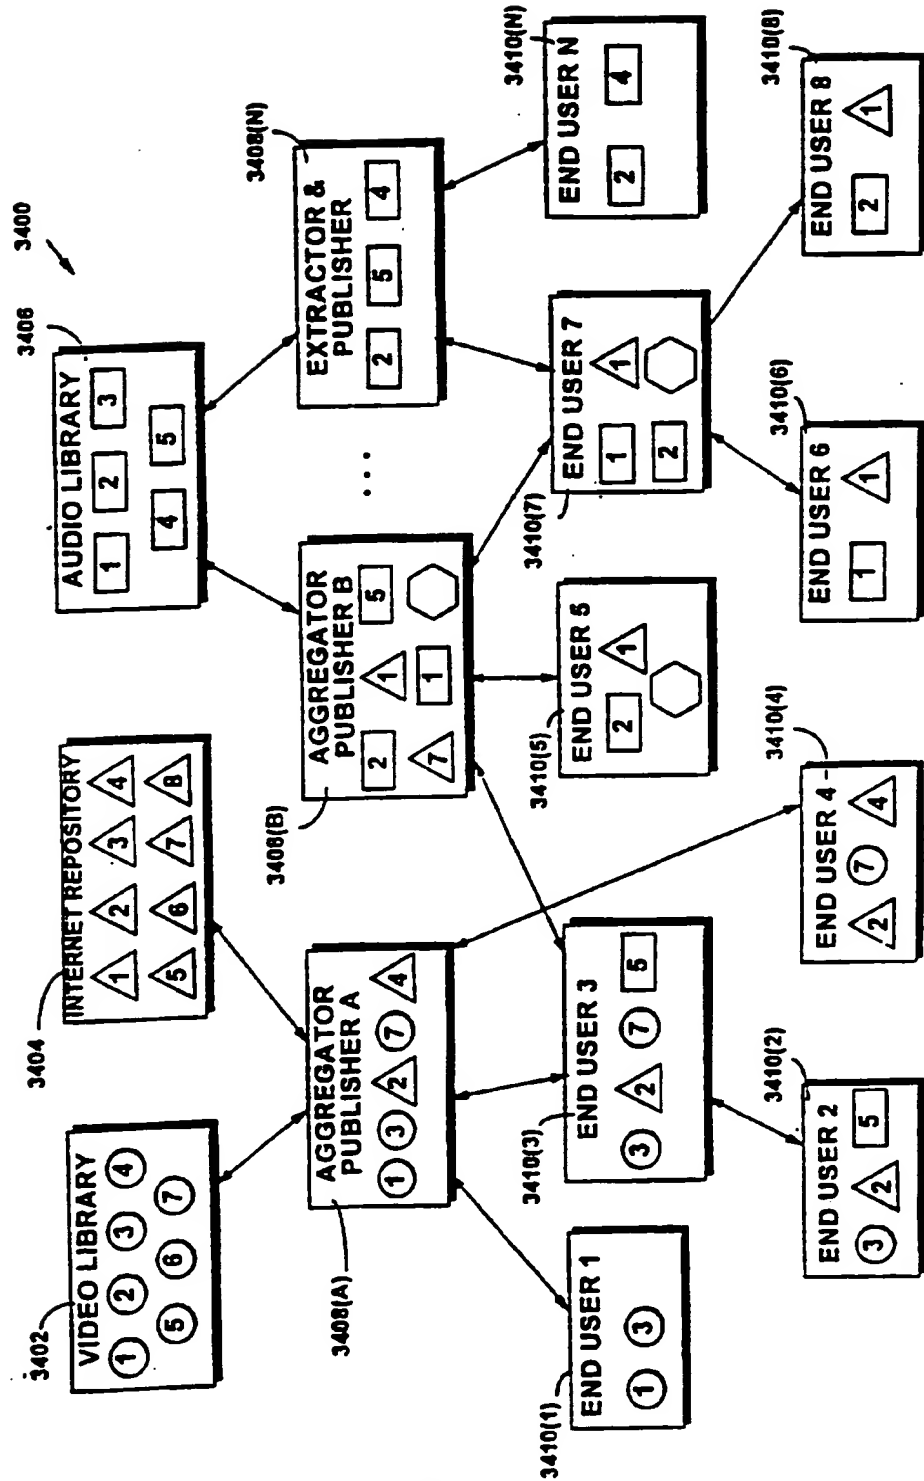 3400
3402
VIDEO LIBRARY
1 2 3 4
5 6 7
3404
INTERNET REPOSITORY
1 2 3 4
5 6 7 8
3406
AUDIO LIBRARY
1 2 3
4 5
3408(A)
AGGREGATOR
PUBLISHER A
1 3 2 7 4
3408(B)
AGGREGATOR
PUBLISHER B
2 1 5
7 1
...
3408(N)
EXTRACTOR &
PUBLISHER
2 5 4
3410(1)
END USER 1
1 3
3410(3)
END USER 3
3 2 7 5
3410(5)
END USER 5
2 1
3410(7)
END USER 7
1 1
2
3410(N)
END USER N
2 4
3410(2)
END USER 2
3 2 5
3410(4)
END USER 4
2 7 4
3410(6)
END USER 6
1 1
3410(8)
END USER 8
2 1